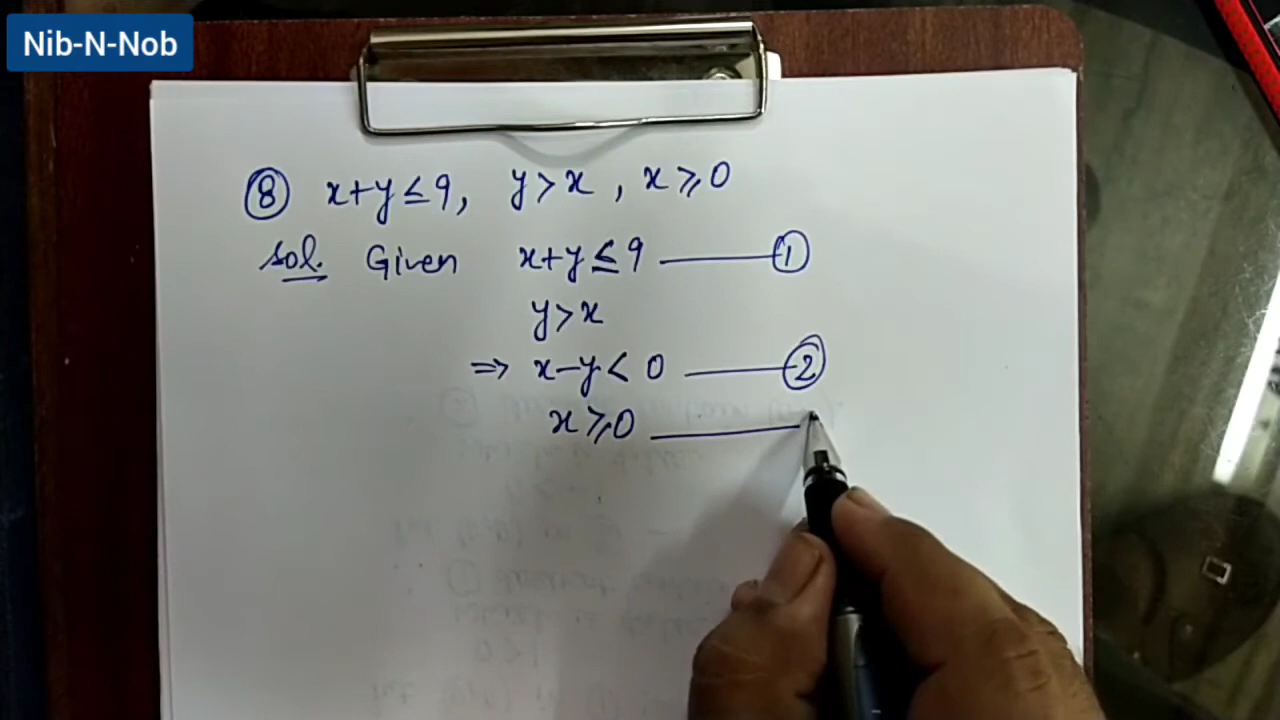 Nib-N-Nob
⑧ x+y≤9, y>x, x⩾0
Sol. Given x+y≤9 ——— ①
y>x
⇒ x-y<0 ——— ②
x⩾0 ———